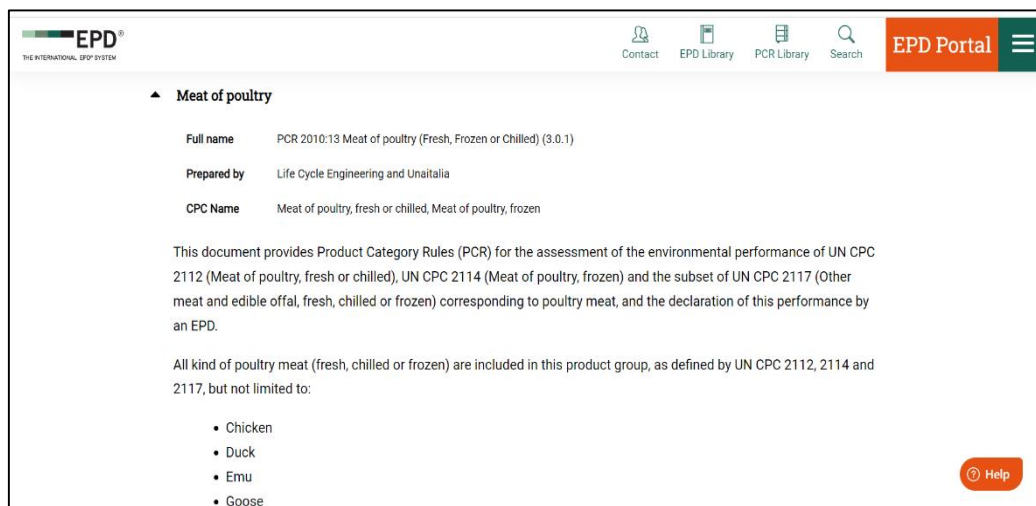 EPD®
THE INTERNATIONAL EPD® SYSTEM
Contact
EPD Library
PCR Library
Search
EPD Portal
Meat of poultry
Full name PCR 2010:13 Meat of poultry (Fresh, Frozen or Chilled) (3.0.1)
Prepared by Life Cycle Engineering and Unaitalia
CPC Name Meat of poultry, fresh or chilled, Meat of poultry, frozen
This document provides Product Category Rules (PCR) for the assessment of the environmental performance of UN CPC
2112 (Meat of poultry, fresh or chilled), UN CPC 2114 (Meat of poultry, frozen) and the subset of UN CPC 2117 (Other
meat and edible offal, fresh, chilled or frozen) corresponding to poultry meat, and the declaration of this performance by
an EPD.
All kind of poultry meat (fresh, chilled or frozen) are included in this product group, as defined by UN CPC 2112, 2114 and
2117, but not limited to:
• Chicken
• Duck
• Emu
• Goose
Help